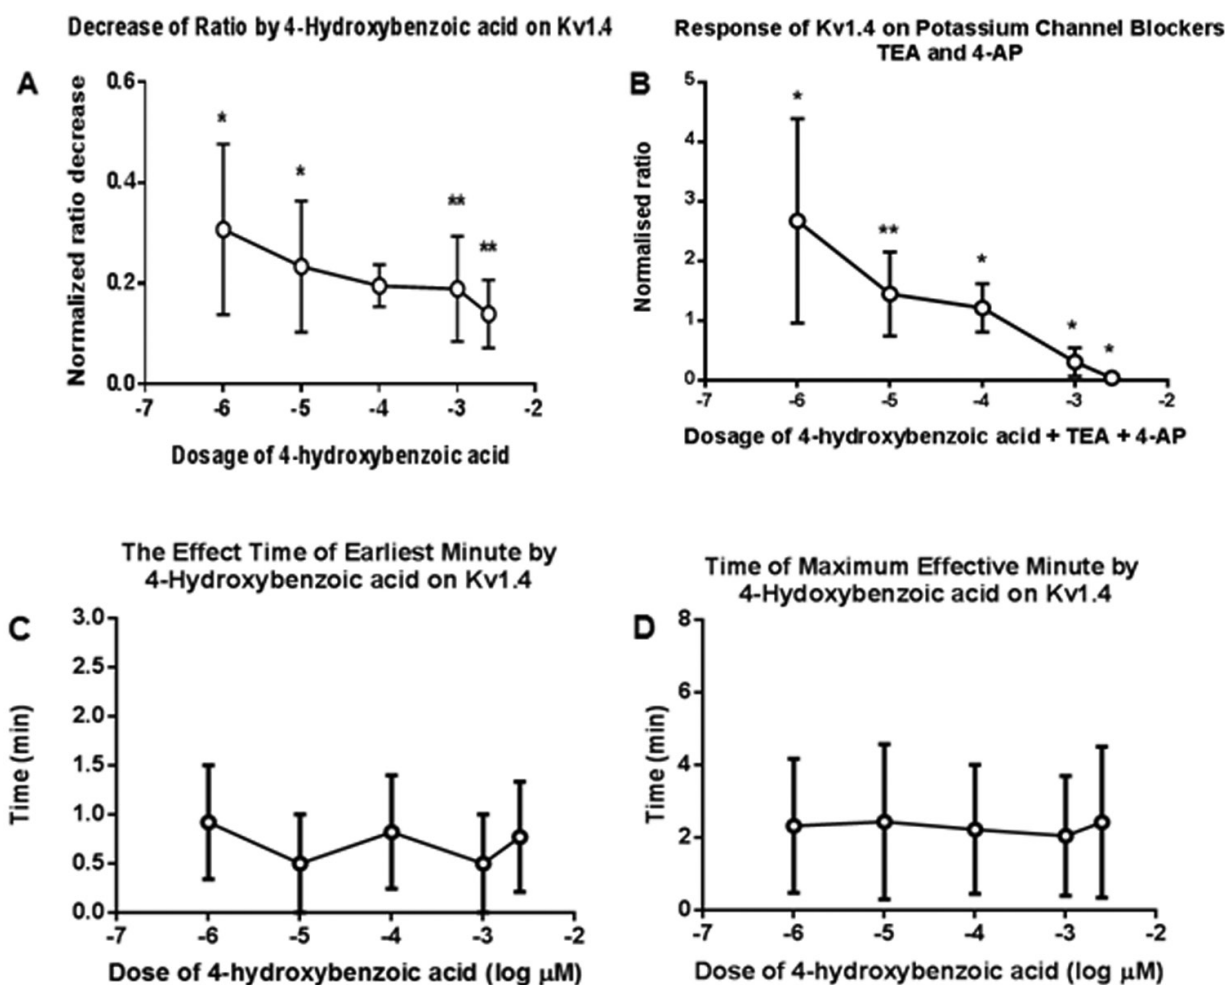 Decrease of Ratio by 4-Hydroxybenzoic acid on Kv1.4
A
Normalized ratio decrease
0.6
0.4
0.2
0.0
*
*
**
**
-7 -6 -5 -4 -3 -2
Dosage of 4-hydroxybenzoic acid
Response of Kv1.4 on Potassium Channel Blockers
TEA and 4-AP
B
Normalised ratio
5
4
3
2
1
0
*
**
*
*
*
-7 -6 -5 -4 -3 -2
Dosage of 4-hydroxybenzoic acid + TEA + 4-AP
The Effect Time of Earliest Minute by
4-Hydroxybenzoic acid on Kv1.4
C
Time (min)
3.0
2.5
2.0
1.5
1.0
0.5
0.0
-7 -6 -5 -4 -3 -2
Dose of 4-hydroxybenzoic acid (log µM)
Time of Maximum Effective Minute by
4-Hydoxybenzoic acid on Kv1.4
D
Time (min)
8
6
4
2
0
-7 -6 -5 -4 -3 -2
Dose of 4-hydroxybenzoic acid (log µM)